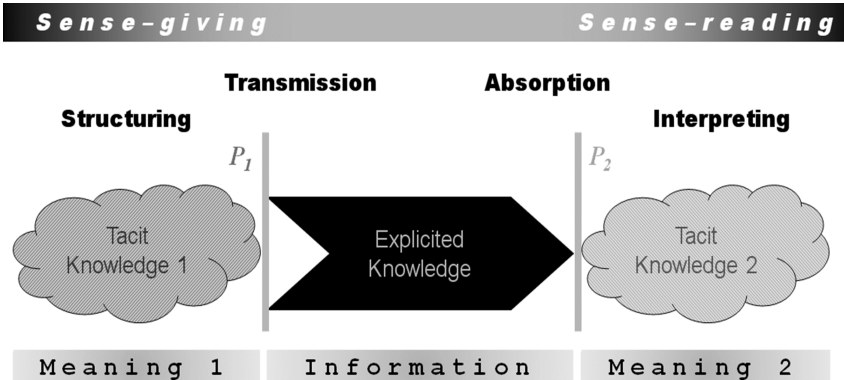 Sense-giving Sense-reading
Transmission Absorption
Structuring Interpreting
P1 P2
Tacit
Knowledge 1
Explicited
Knowledge
Tacit
Knowledge 2
Meaning 1 Information Meaning 2